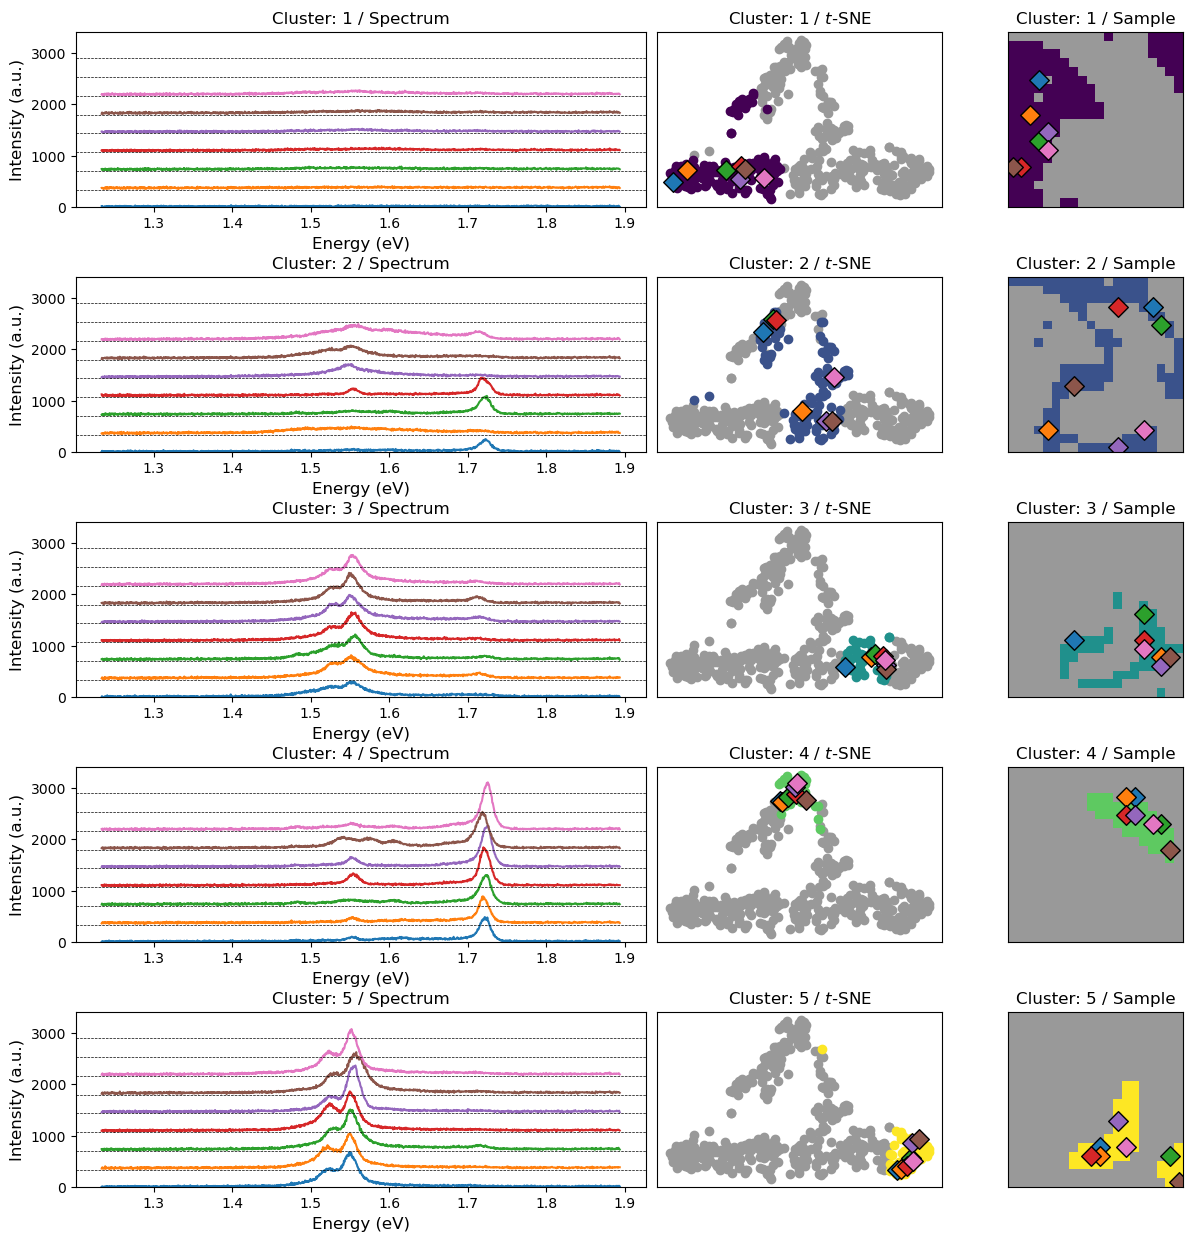 Cluster: 1 / Spectrum
Cluster: 1 / t-SNE
Cluster: 1 / Sample
Intensity (a.u.)
3000
2000
1000
0
1.3 1.4 1.5 1.6 1.7 1.8 1.9
Energy (eV)
Cluster: 2 / Spectrum
Cluster: 2 / t-SNE
Cluster: 2 / Sample
Intensity (a.u.)
3000
2000
1000
0
1.3 1.4 1.5 1.6 1.7 1.8 1.9
Energy (eV)
Cluster: 3 / Spectrum
Cluster: 3 / t-SNE
Cluster: 3 / Sample
Intensity (a.u.)
3000
2000
1000
0
1.3 1.4 1.5 1.6 1.7 1.8 1.9
Energy (eV)
Cluster: 4 / Spectrum
Cluster: 4 / t-SNE
Cluster: 4 / Sample
Intensity (a.u.)
3000
2000
1000
0
1.3 1.4 1.5 1.6 1.7 1.8 1.9
Energy (eV)
Cluster: 5 / Spectrum
Cluster: 5 / t-SNE
Cluster: 5 / Sample
Intensity (a.u.)
3000
2000
1000
0
1.3 1.4 1.5 1.6 1.7 1.8 1.9
Energy (eV)